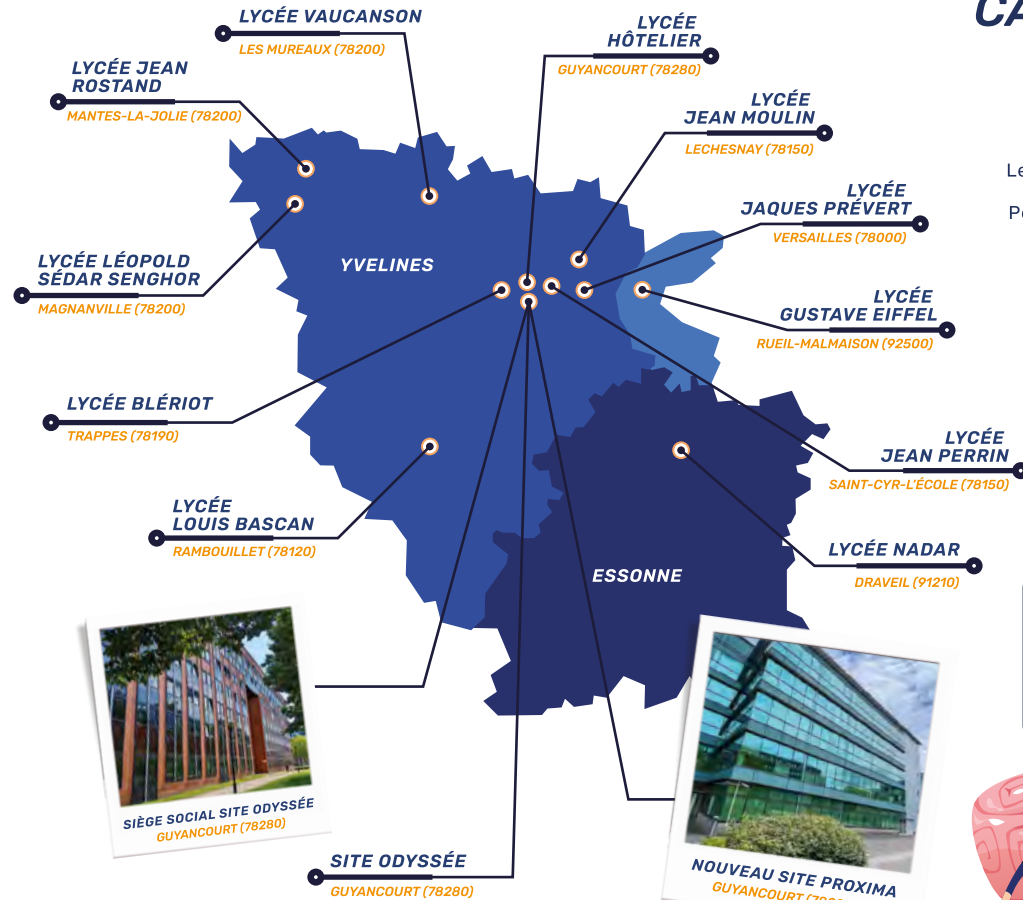 CA
LYCÉE VAUCANSON
LES MUREAUX (78200)
LYCÉE
HÔTELIER
GUYANCOURT (78280)
LYCÉE JEAN
ROSTAND
MANTES-LA-JOLIE (78200)
LYCÉE
JEAN MOULIN
LECHESNAY (78150)
Le
LYCÉE
JAQUES PRÉVERT
VERSAILLES (78000)
YVELINES
LYCÉE LÉOPOLD
SÉDAR SENGHOR
MAGNANVILLE (78200)
LYCÉE
GUSTAVE EIFFEL
RUEIL-MALMAISON (92500)
LYCÉE BLÉRIOT
TRAPPES (78190)
LYCÉE
JEAN PERRIN
SAINT-CYR-L'ÉCOLE (78150)
LYCÉE
LOUIS BASCAN
RAMBOUILLET (78120)
LYCÉE NADAR
DRAVEIL (91210)
ESSONNE
SIÈGE SOCIAL SITE ODYSSÉE
GUYANCOURT (78280)
SITE ODYSSÉE
GUYANCOURT (78280)
NOUVEAU SITE PROXIMA
GUYANCOURT